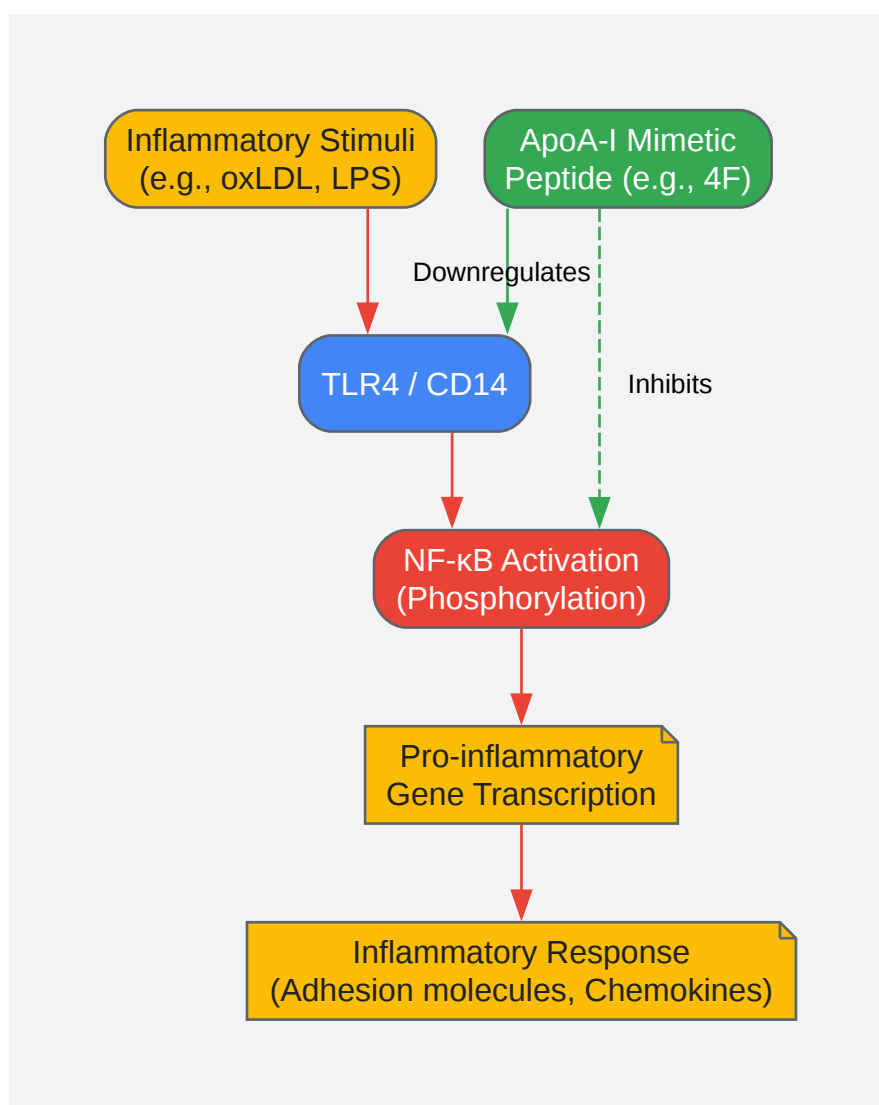 Inflammatory Stimuli
(e.g., oxLDL, LPS)
ApoA-I Mimetic
Peptide (e.g., 4F)
Downregulates
TLR4 / CD14
Inhibits
NF-κB Activation
(Phosphorylation)
Pro-inflammatory
Gene Transcription
Inflammatory Response
(Adhesion molecules, Chemokines)